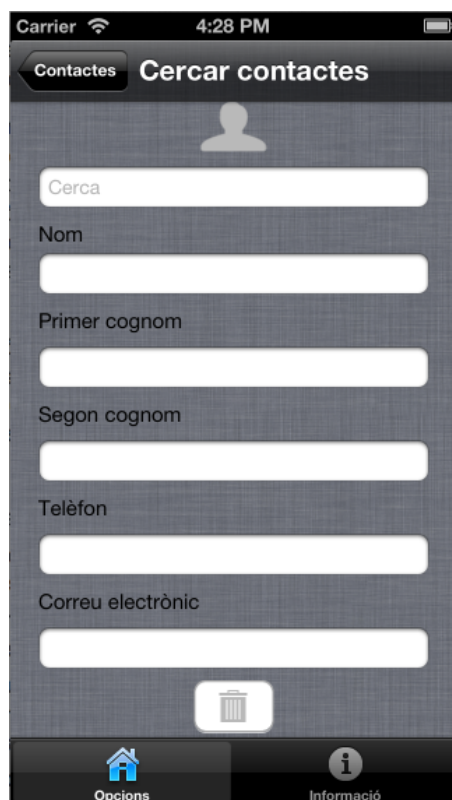 Carrier 4:28 PM
Contactes Cercar contactes
Cerca
Nom
Primer cognom
Segon cognom
Telèfon
Correu electrònic
Opcions Informació